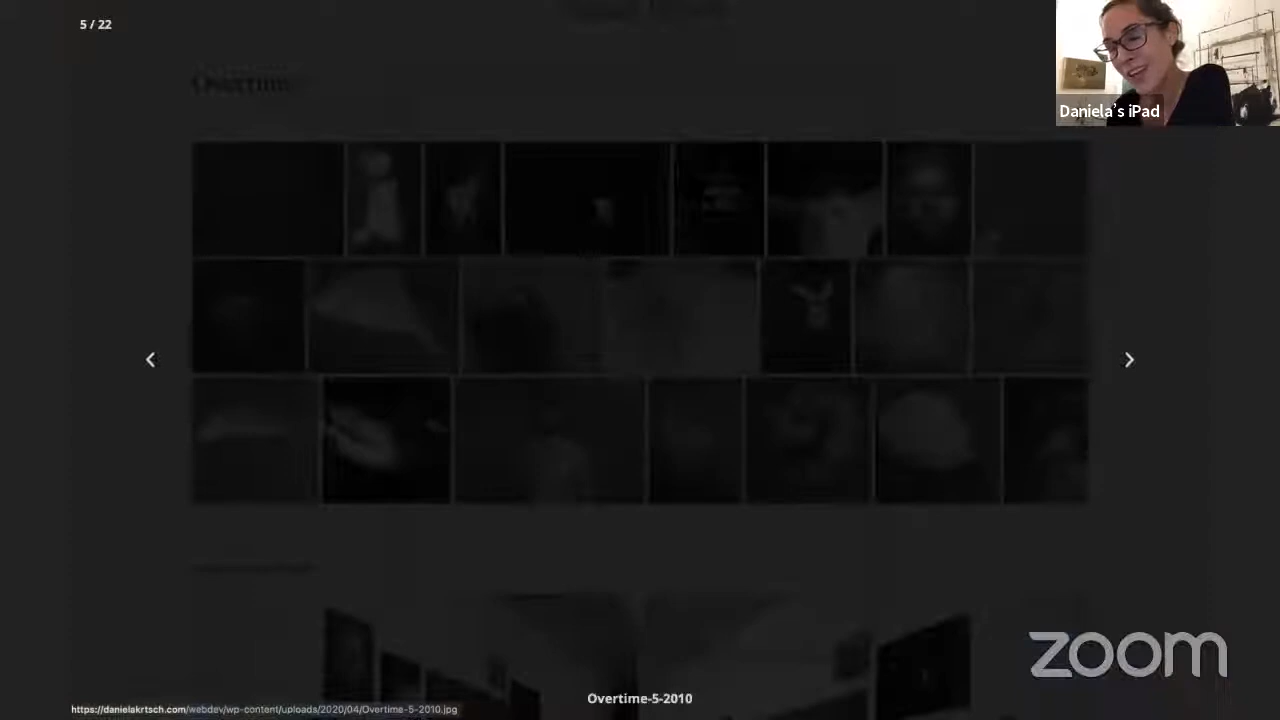 5 / 22
Daniela's iPad
Overtime
zoom
Overtime-5-2010
https://danielakrtsch.com/webdev/wp-content/uploads/2020/04/Overtime-5-2010.jpg